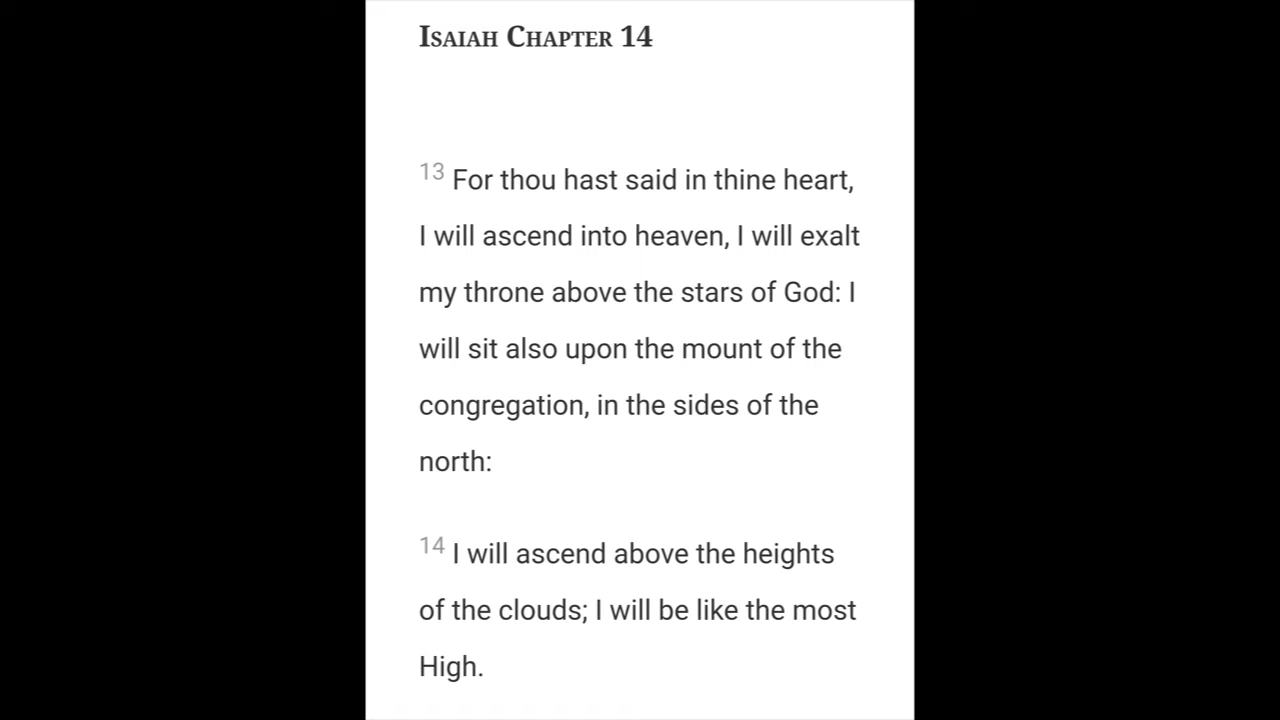 Isaiah Chapter 14
13 For thou hast said in thine heart,
I will ascend into heaven, I will exalt
my throne above the stars of God: I
will sit also upon the mount of the
congregation, in the sides of the
north:
14 I will ascend above the heights
of the clouds; I will be like the most
High.